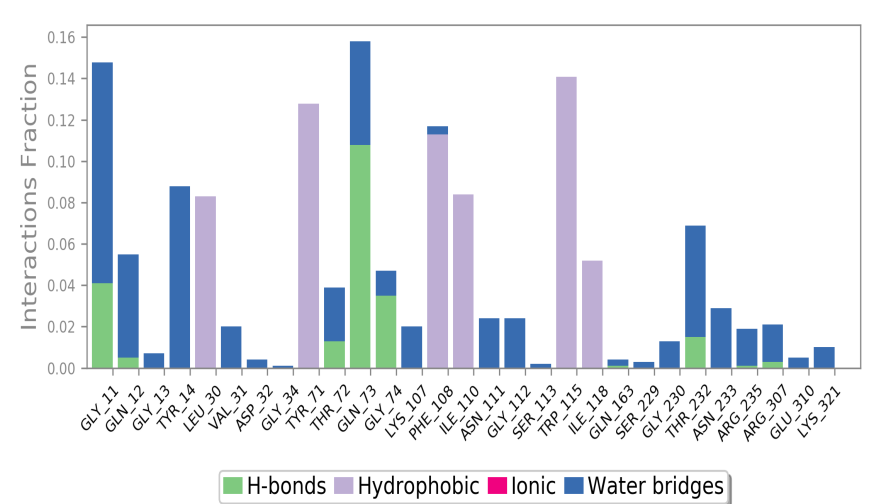 Interactions Fraction
0.16
0.14
0.12
0.10
0.08
0.06
0.04
0.02
0.00
GLY_11
GLN_12
GLY_13
TYR_14
LEU_30
VAL_31
ASP_32
GLY_34
TYR_71
THR_72
GLN_73
GLY_74
LYS_107
PHE_108
ILE_110
ASN_111
GLY_112
SER_113
TRP_115
ILE_118
GLN_163
SER_229
GLY_230
THR_232
ASN_233
ARG_235
ARG_307
GLU_310
LYS_321
H-bonds Hydrophobic Ionic Water bridges